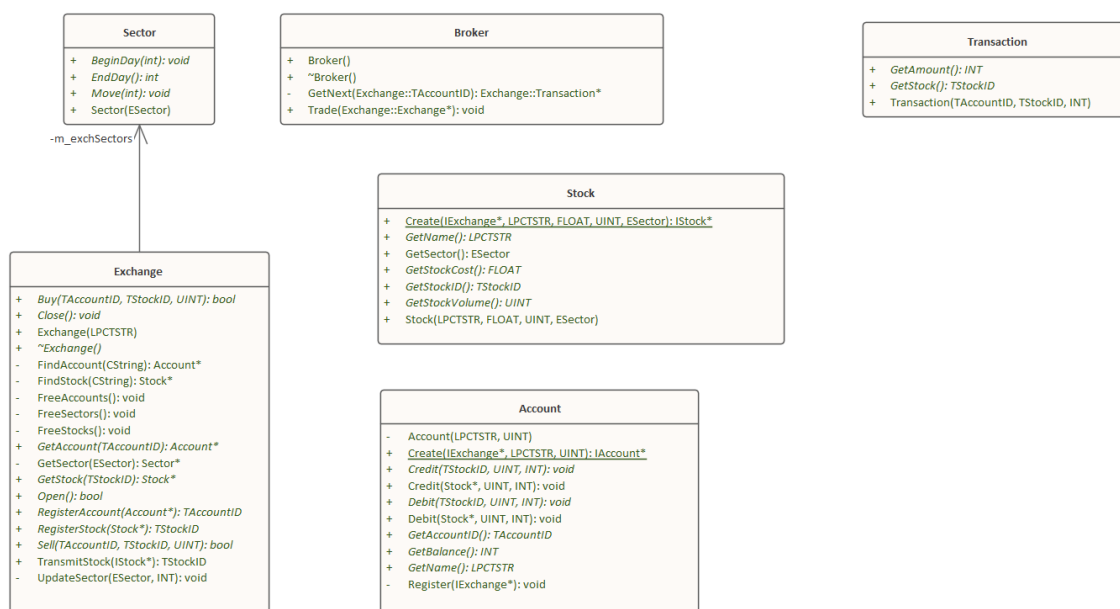 Sector
+ BeginDay(int): void
+ EndDay(): int
+ Move(int): void
+ Sector(ESector)
Broker
+ Broker()
+ ~Broker()
- GetNext(Exchange::TAccountID): Exchange::Transaction*
+ Trade(Exchange::Exchange*): void
Transaction
+ GetAmount(): INT
+ GetStock(): TStockID
+ Transaction(TAccountID, TStockID, INT)
-m_exchSectors
Stock
+ Create(IExchange*, LPCTSTR, FLOAT, UINT, ESector): IStock*
+ GetName(): LPCTSTR
+ GetSector(): ESector
+ GetStockCost(): FLOAT
+ GetStockID(): TStockID
+ GetStockVolume(): UINT
+ Stock(LPCTSTR, FLOAT, UINT, ESector)
Exchange
+ Buy(TAccountID, TStockID, UINT): bool
+ Close(): void
+ Exchange(LPCTSTR)
+ ~Exchange()
- FindAccount(CString): Account*
- FindStock(CString): Stock*
- FreeAccounts(): void
- FreeSectors(): void
- FreeStocks(): void
+ GetAccount(TAccountID): Account*
- GetSector(ESector): Sector*
+ GetStock(TStockID): Stock*
+ Open(): bool
+ RegisterAccount(Account*): TAccountID
+ RegisterStock(Stock*): TStockID
+ Sell(TAccountID, TStockID, UINT): bool
+ TransmitStock(IStock*): TStockID
- UpdateSector(ESector, INT): void
Account
- Account(LPCTSTR, UINT)
+ Create(IExchange*, LPCTSTR, UINT): IAccount*
+ Credit(TStockID, UINT, INT): void
+ Credit(Stock*, UINT, INT): void
+ Debit(TStockID, UINT, INT): void
+ Debit(Stock*, UINT, INT): void
+ GetAccountID(): TAccountID
+ GetBalance(): INT
+ GetName(): LPCTSTR
- Register(IExchange*): void